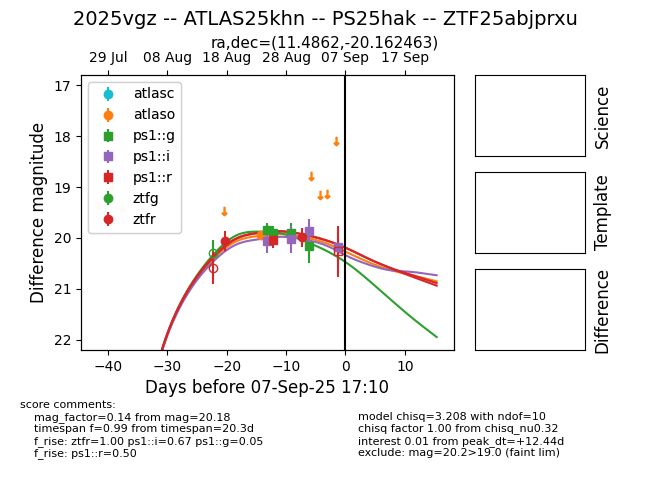 2025vgz -- ATLAS25khn -- PS25hak -- ZTF25abjprxu
ra,dec=(11.4862,-20.162463)
29 Jul 08 Aug 18 Aug 28 Aug 07 Sep 17 Sep
17
18
19
20
21
22
Difference magnitude
atlasc
atlaso
ps1::g
ps1::i
ps1::r
ztfg
ztfr
−40 −30 −20 −10 0 10
Days before 07-Sep-25 17:10
Science
Template
Difference
score comments:
mag_factor=0.14 from mag=20.18
timespan f=0.99 from timespan=20.3d
f_rise: ztfr=1.00 ps1::i=0.67 ps1::g=0.05
f_rise: ps1::r=0.50
model chisq=3.208 with ndof=10
chisq factor 1.00 from chisq_nu0.32
interest 0.01 from peak_dt=+12.44d
exclude: mag=20.2>19.0 (faint lim)